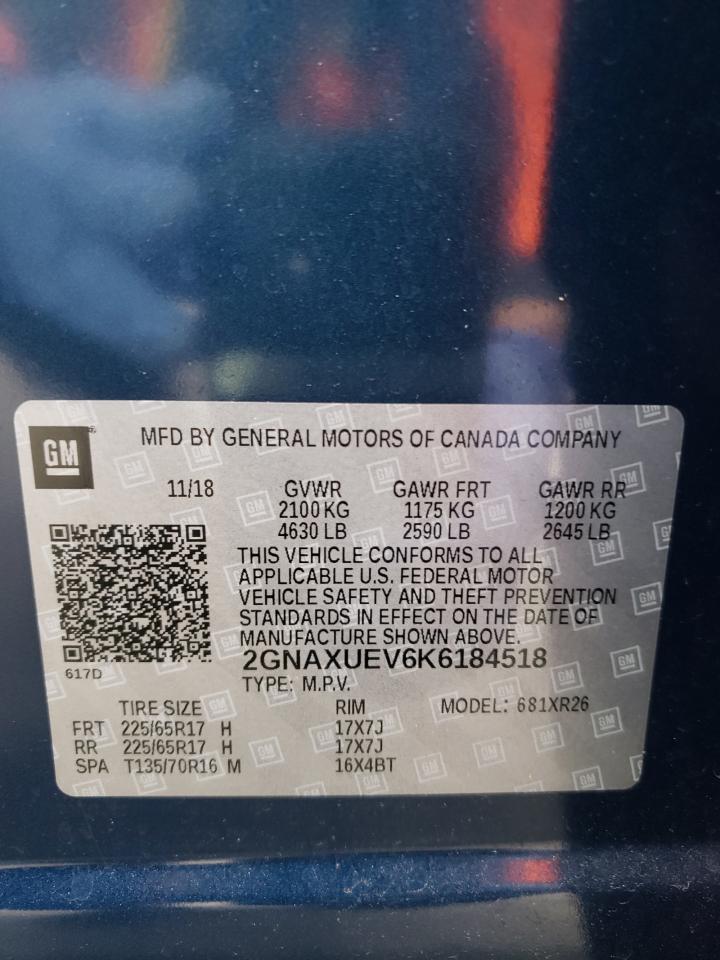 GM
MFD BY GENERAL MOTORS OF CANADA COMPANY
11/18 GVWR GAWR FRT GAWR RR
2100 KG 1175 KG 1200 KG
4630 LB 2590 LB 2645 LB
THIS VEHICLE CONFORMS TO ALL
APPLICABLE U.S. FEDERAL MOTOR
VEHICLE SAFETY AND THEFT PREVENTION
STANDARDS IN EFFECT ON THE DATE OF
MANUFACTURE SHOWN ABOVE.
2GNAXUEV6K6184518
617D
TYPE: M.P.V.
TIRE SIZE RIM MODEL: 681XR26
FRT 225/65R17 H 17X7J
RR 225/65R17 H 17X7J
SPA T135/70R16 M 16X4BT